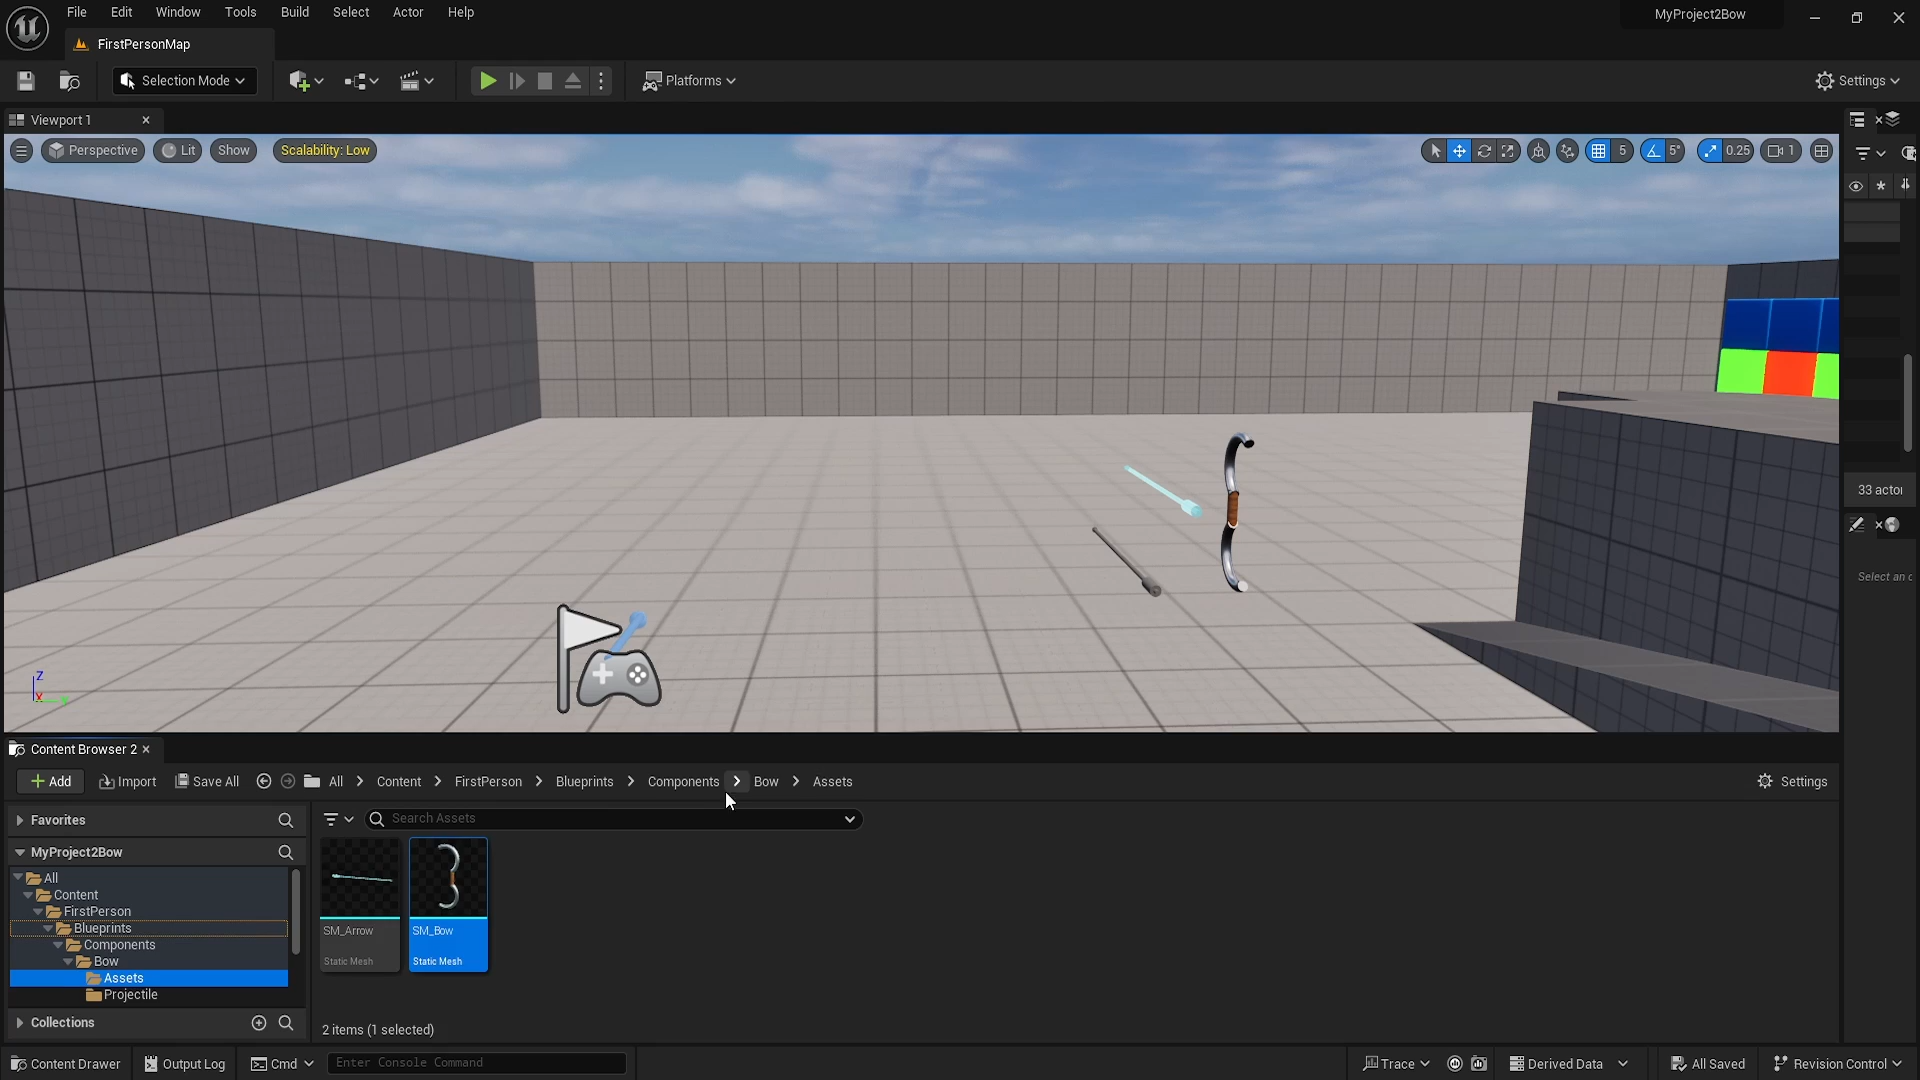 File Edit Window Tools Build Select Actor Help
MyProject2Bow
FirstPersonMap
Selection Mode
Platforms
Settings
Viewport 1
Perspective Lit Show Scalability: Low
5 5° 0.25 1
33 actor
Select an o
Z
X
Content Browser 2
Add Import Save All All Content FirstPerson Blueprints Components Bow Assets Settings
Favorites
Search Assets
MyProject2Bow
All
Content
FirstPerson
Blueprints
Components
Bow
Assets
Projectile
SM_Arrow
Static Mesh
SM_Bow
Static Mesh
Collections
2 items (1 selected)
Content Drawer Output Log Cmd Enter Console Command Trace Derived Data All Saved Revision Control